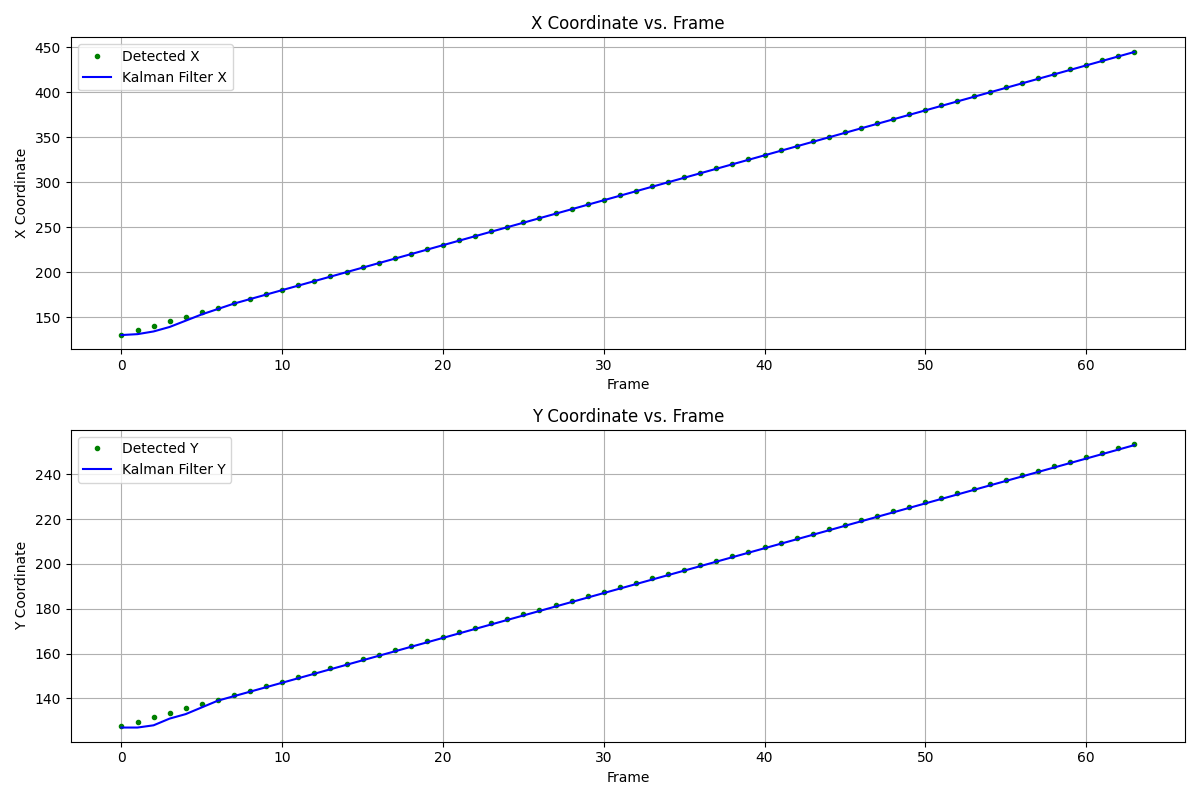 X Coordinate vs. Frame
Detected X
Kalman Filter X
X Coordinate
450
400
350
300
250
200
150
0 10 20 30 40 50 60
Frame
Y Coordinate vs. Frame
Detected Y
Kalman Filter Y
Y Coordinate
240
220
200
180
160
140
0 10 20 30 40 50 60
Frame